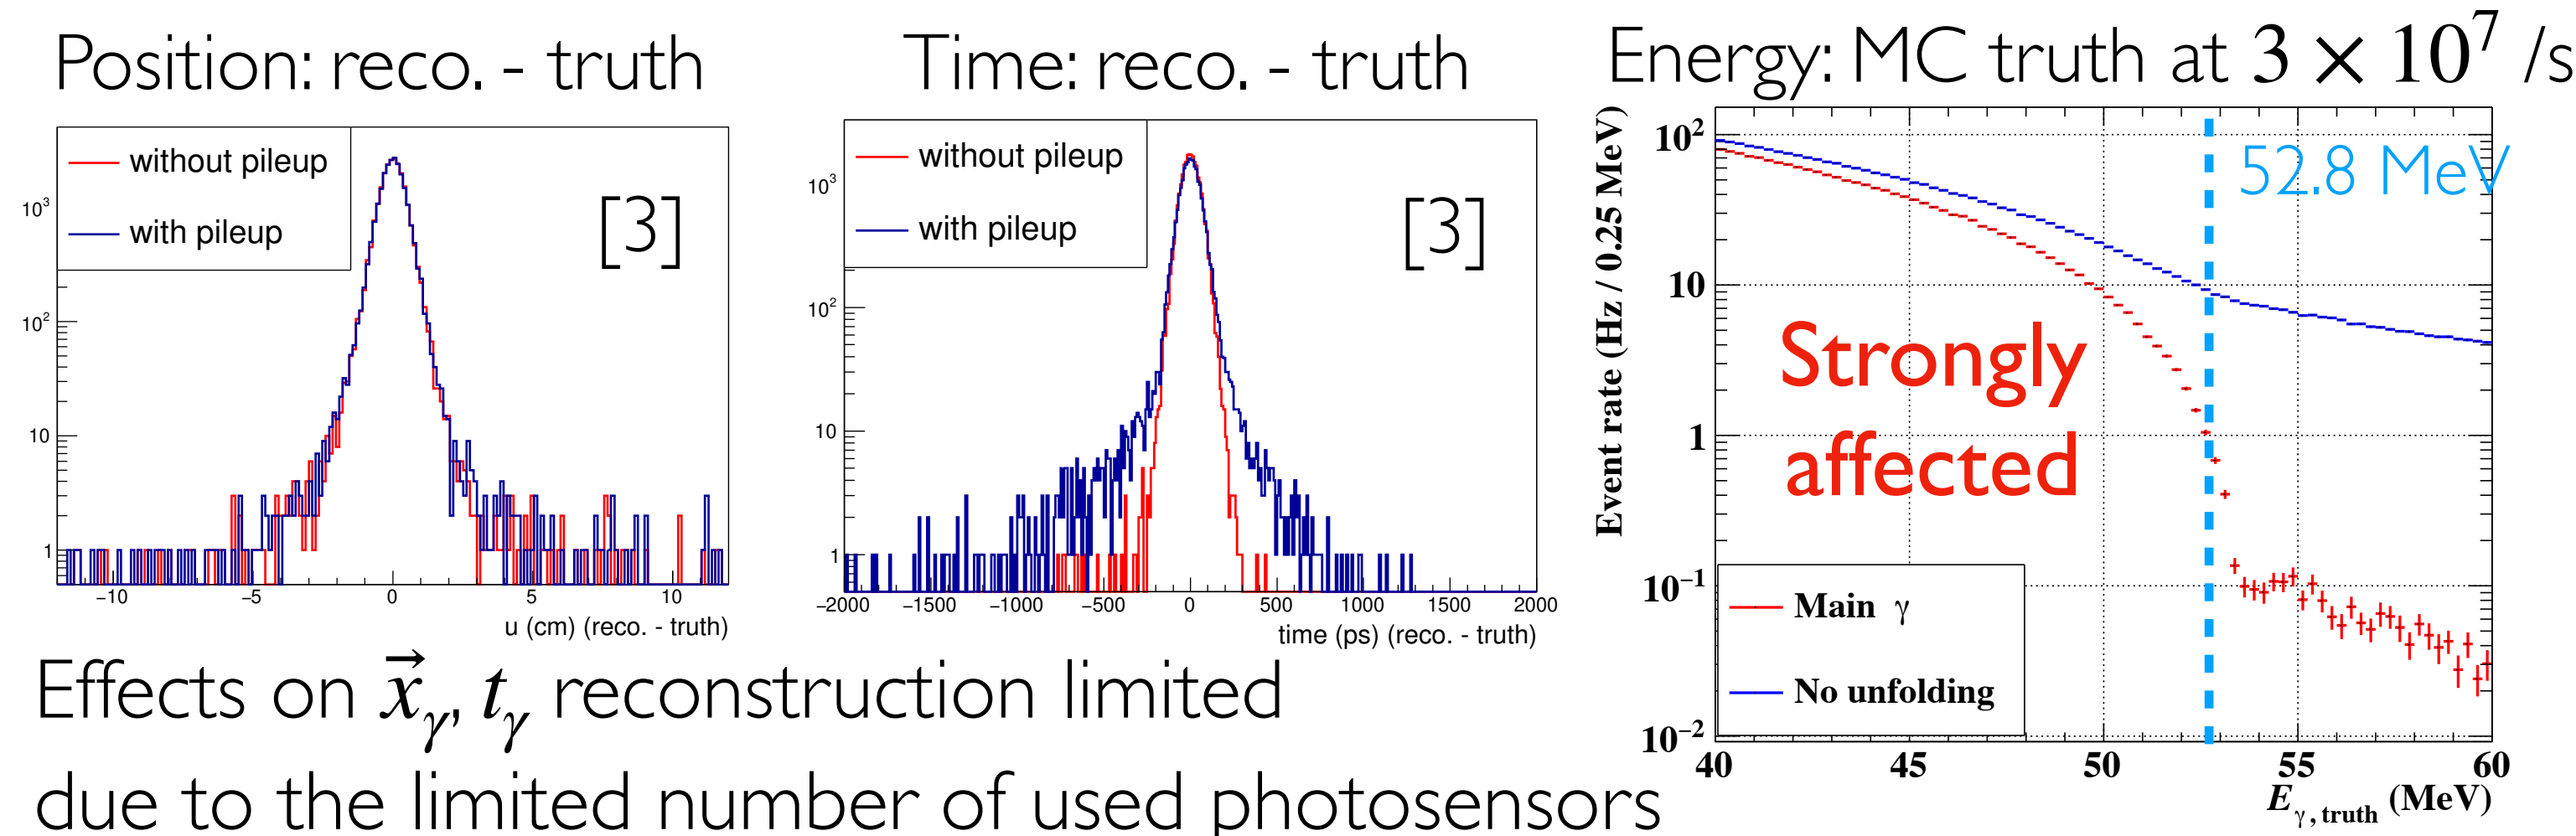 Position: reco. - truth
without pileup
with pileup
[3]
10³
10²
10
1
−10
−5
0
5
10
u (cm) (reco. - truth)
Time: reco. - truth
without pileup
with pileup
[3]
10³
10²
10
1
−2000
−1500
−1000
−500
0
500
1000
1500
2000
time (ps) (reco. - truth)
Energy: MC truth at 3 × 10⁷ /s
Event rate (Hz / 0.25 MeV)
10²
10
1
10⁻¹
10⁻²
52.8 MeV
Strongly
affected
Main γ
No unfolding
40
45
50
55
60
E γ, truth (MeV)
Effects on x⃗γ, tγ reconstruction limited
due to the limited number of used photosensors